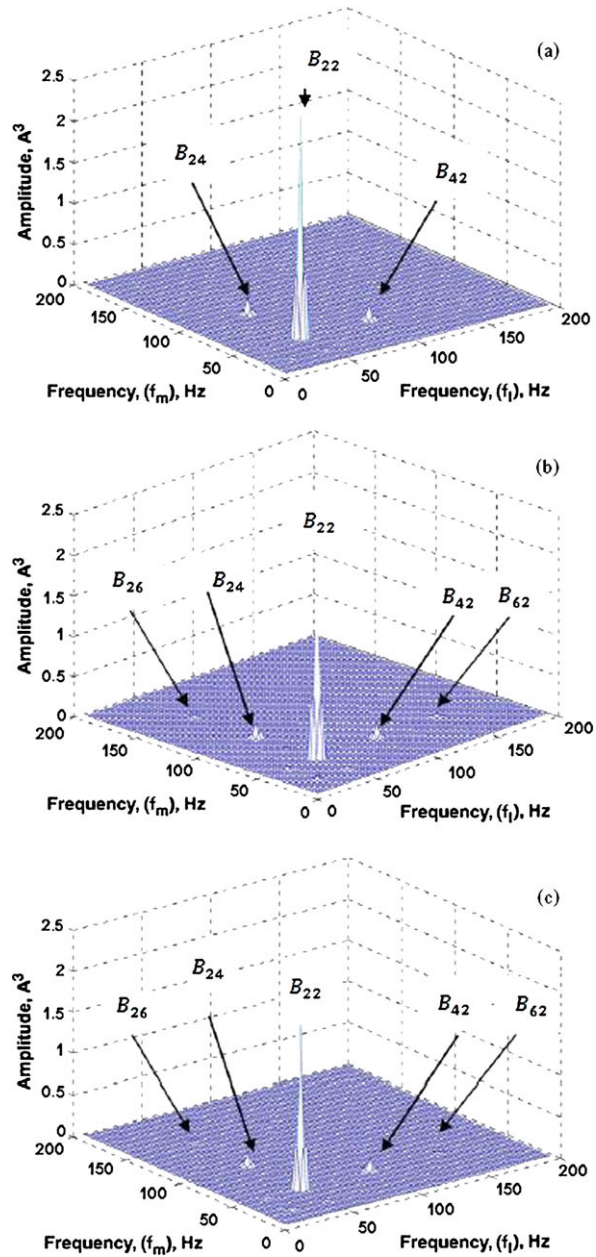 (a)
B₂₂
B₂₄
B₄₂
Amplitude, A³
2.5
2
1.5
1
0.5
0
200
150
100
50
0
0
50
100
150
200
Frequency, (fₘ), Hz
Frequency, (fₗ), Hz
(b)
B₂₂
B₂₆
B₂₄
B₄₂
B₆₂
Amplitude, A³
2.5
2
1.5
1
0.5
0
200
150
100
50
0
0
50
100
150
200
Frequency, (fₘ), Hz
Frequency, (fₗ), Hz
(c)
B₂₄
B₂₂
B₂₆
B₄₂
B₆₂
Amplitude, A³
2.5
2
1.5
1
0.5
0
200
150
100
50
0
0
50
100
150
200
Frequency, (fₘ), Hz
Frequency, (fₗ), Hz